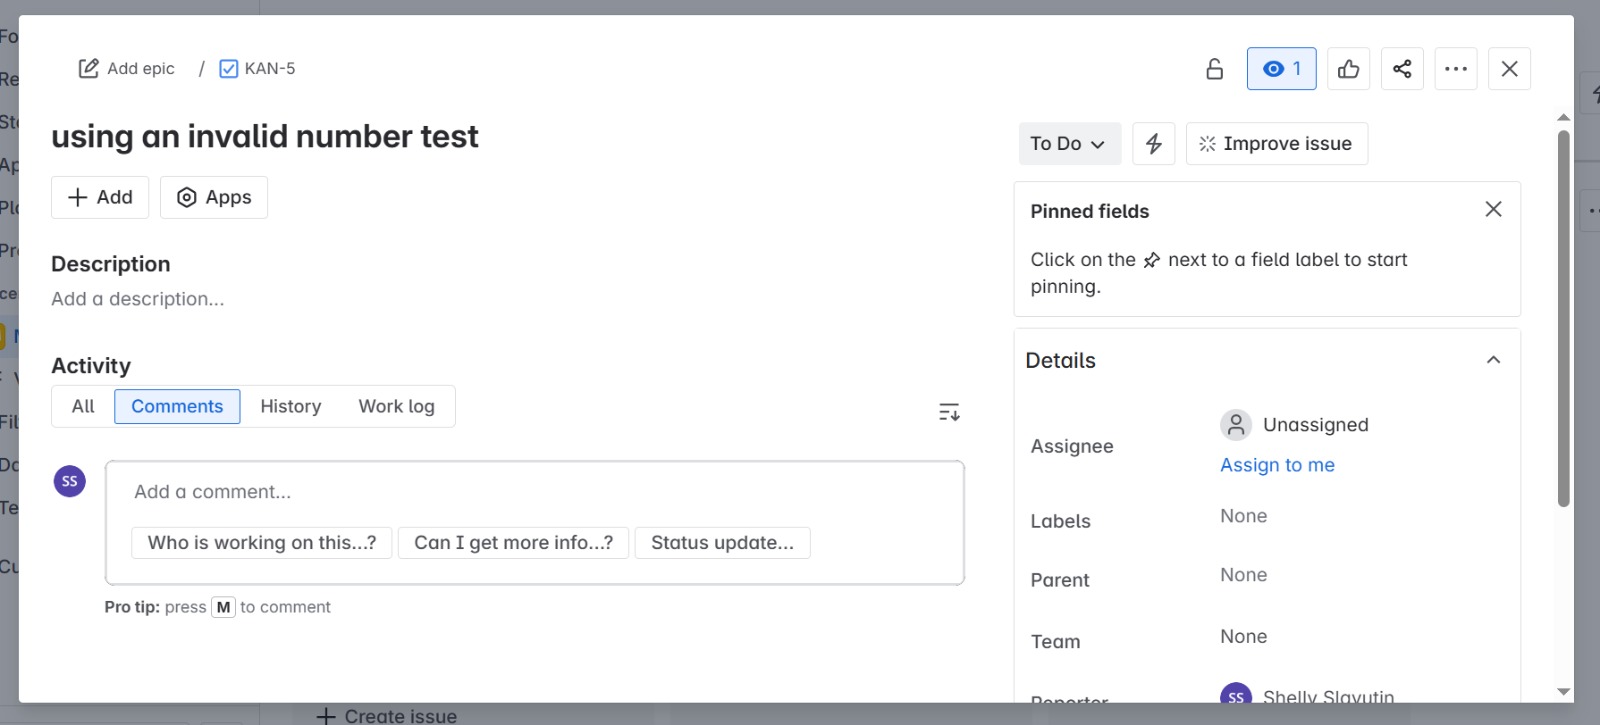 Add epic / KAN-5
1
using an invalid number test
Add
Apps
Description
Add a description...
Activity
All
Comments
History
Work log
SS
Add a comment...
Who is working on this...?
Can I get more info...?
Status update...
Pro tip: press M to comment
To Do
Improve issue
Pinned fields
Click on the next to a field label to start
pinning.
Details
Assignee
Unassigned
Assign to me
Labels
None
Parent
None
Team
None
Reporter
SS
Shelly Slavutin
Create issue